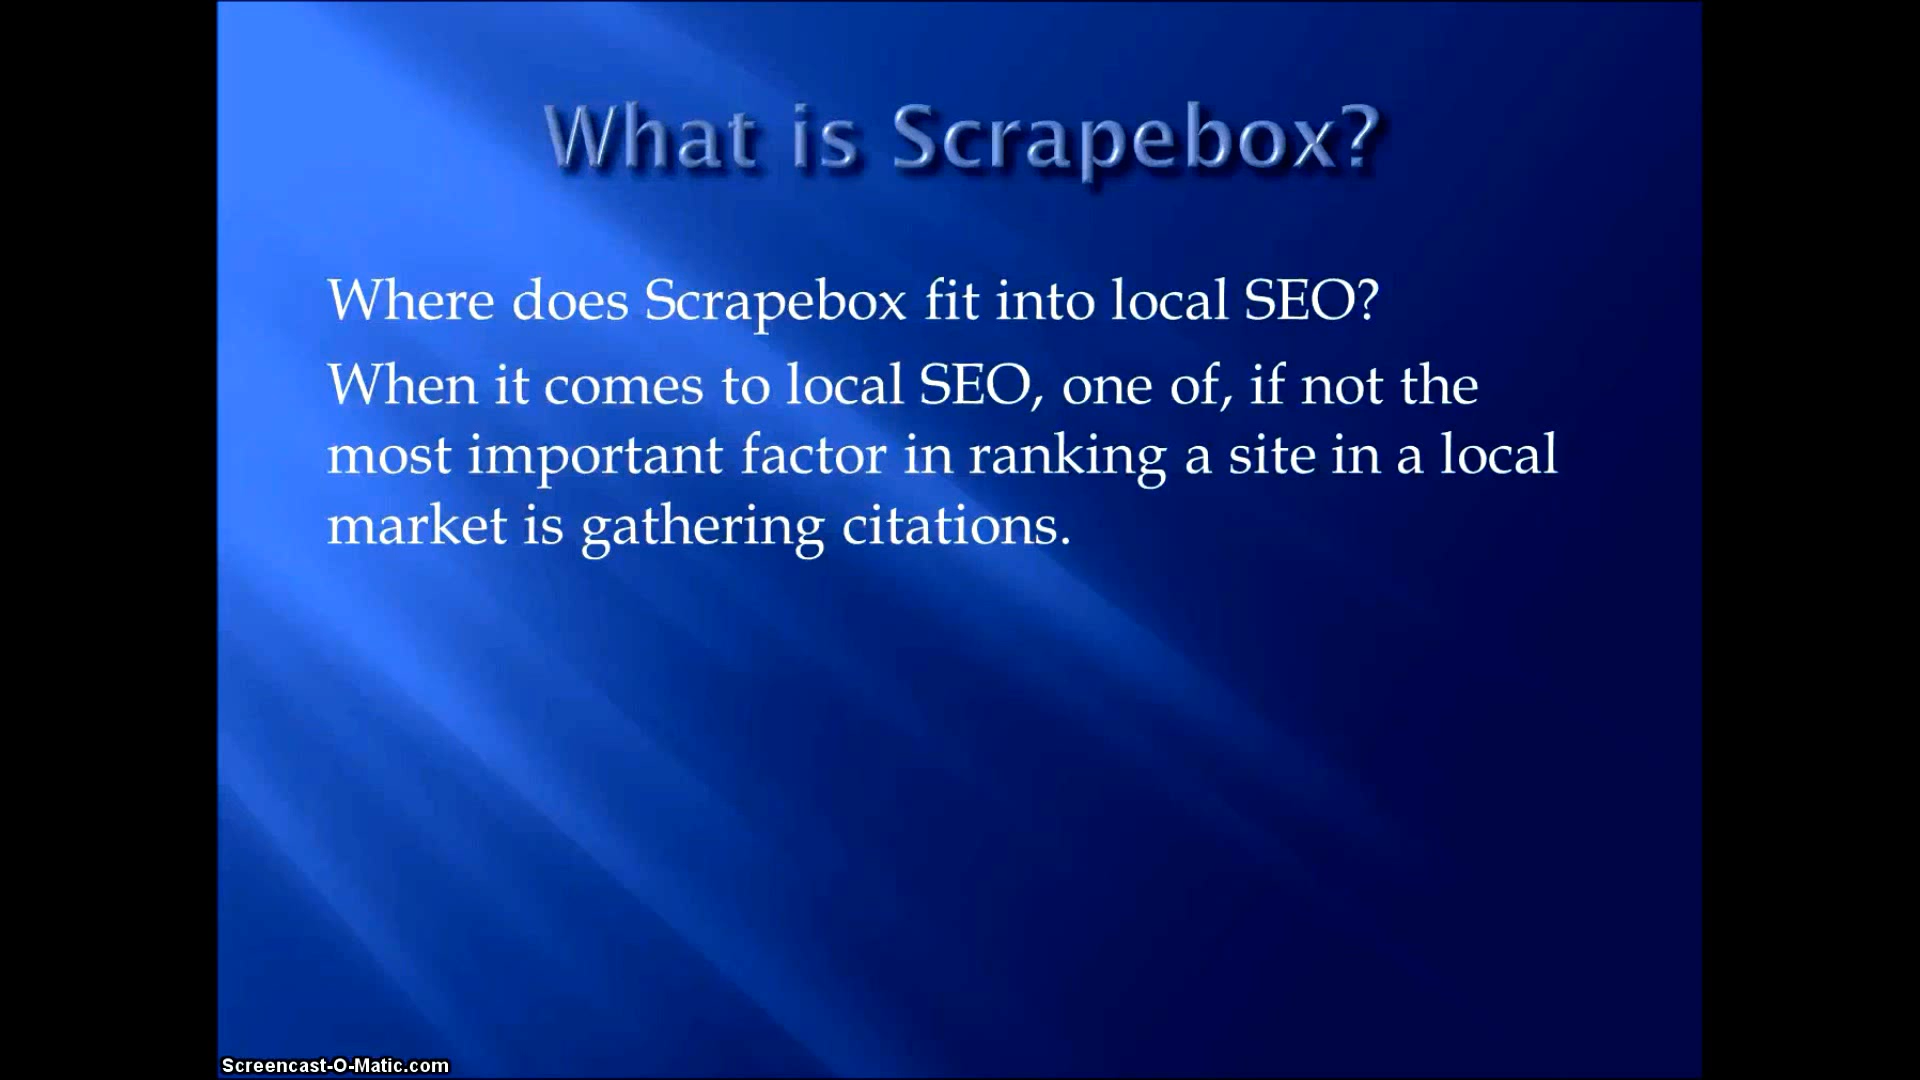 What is Scrapebox?
Where does Scrapebox fit into local SEO?
When it comes to local SEO, one of, if not the
most important factor in ranking a site in a local
market is gathering citations.
Screencast-O-Matic.com